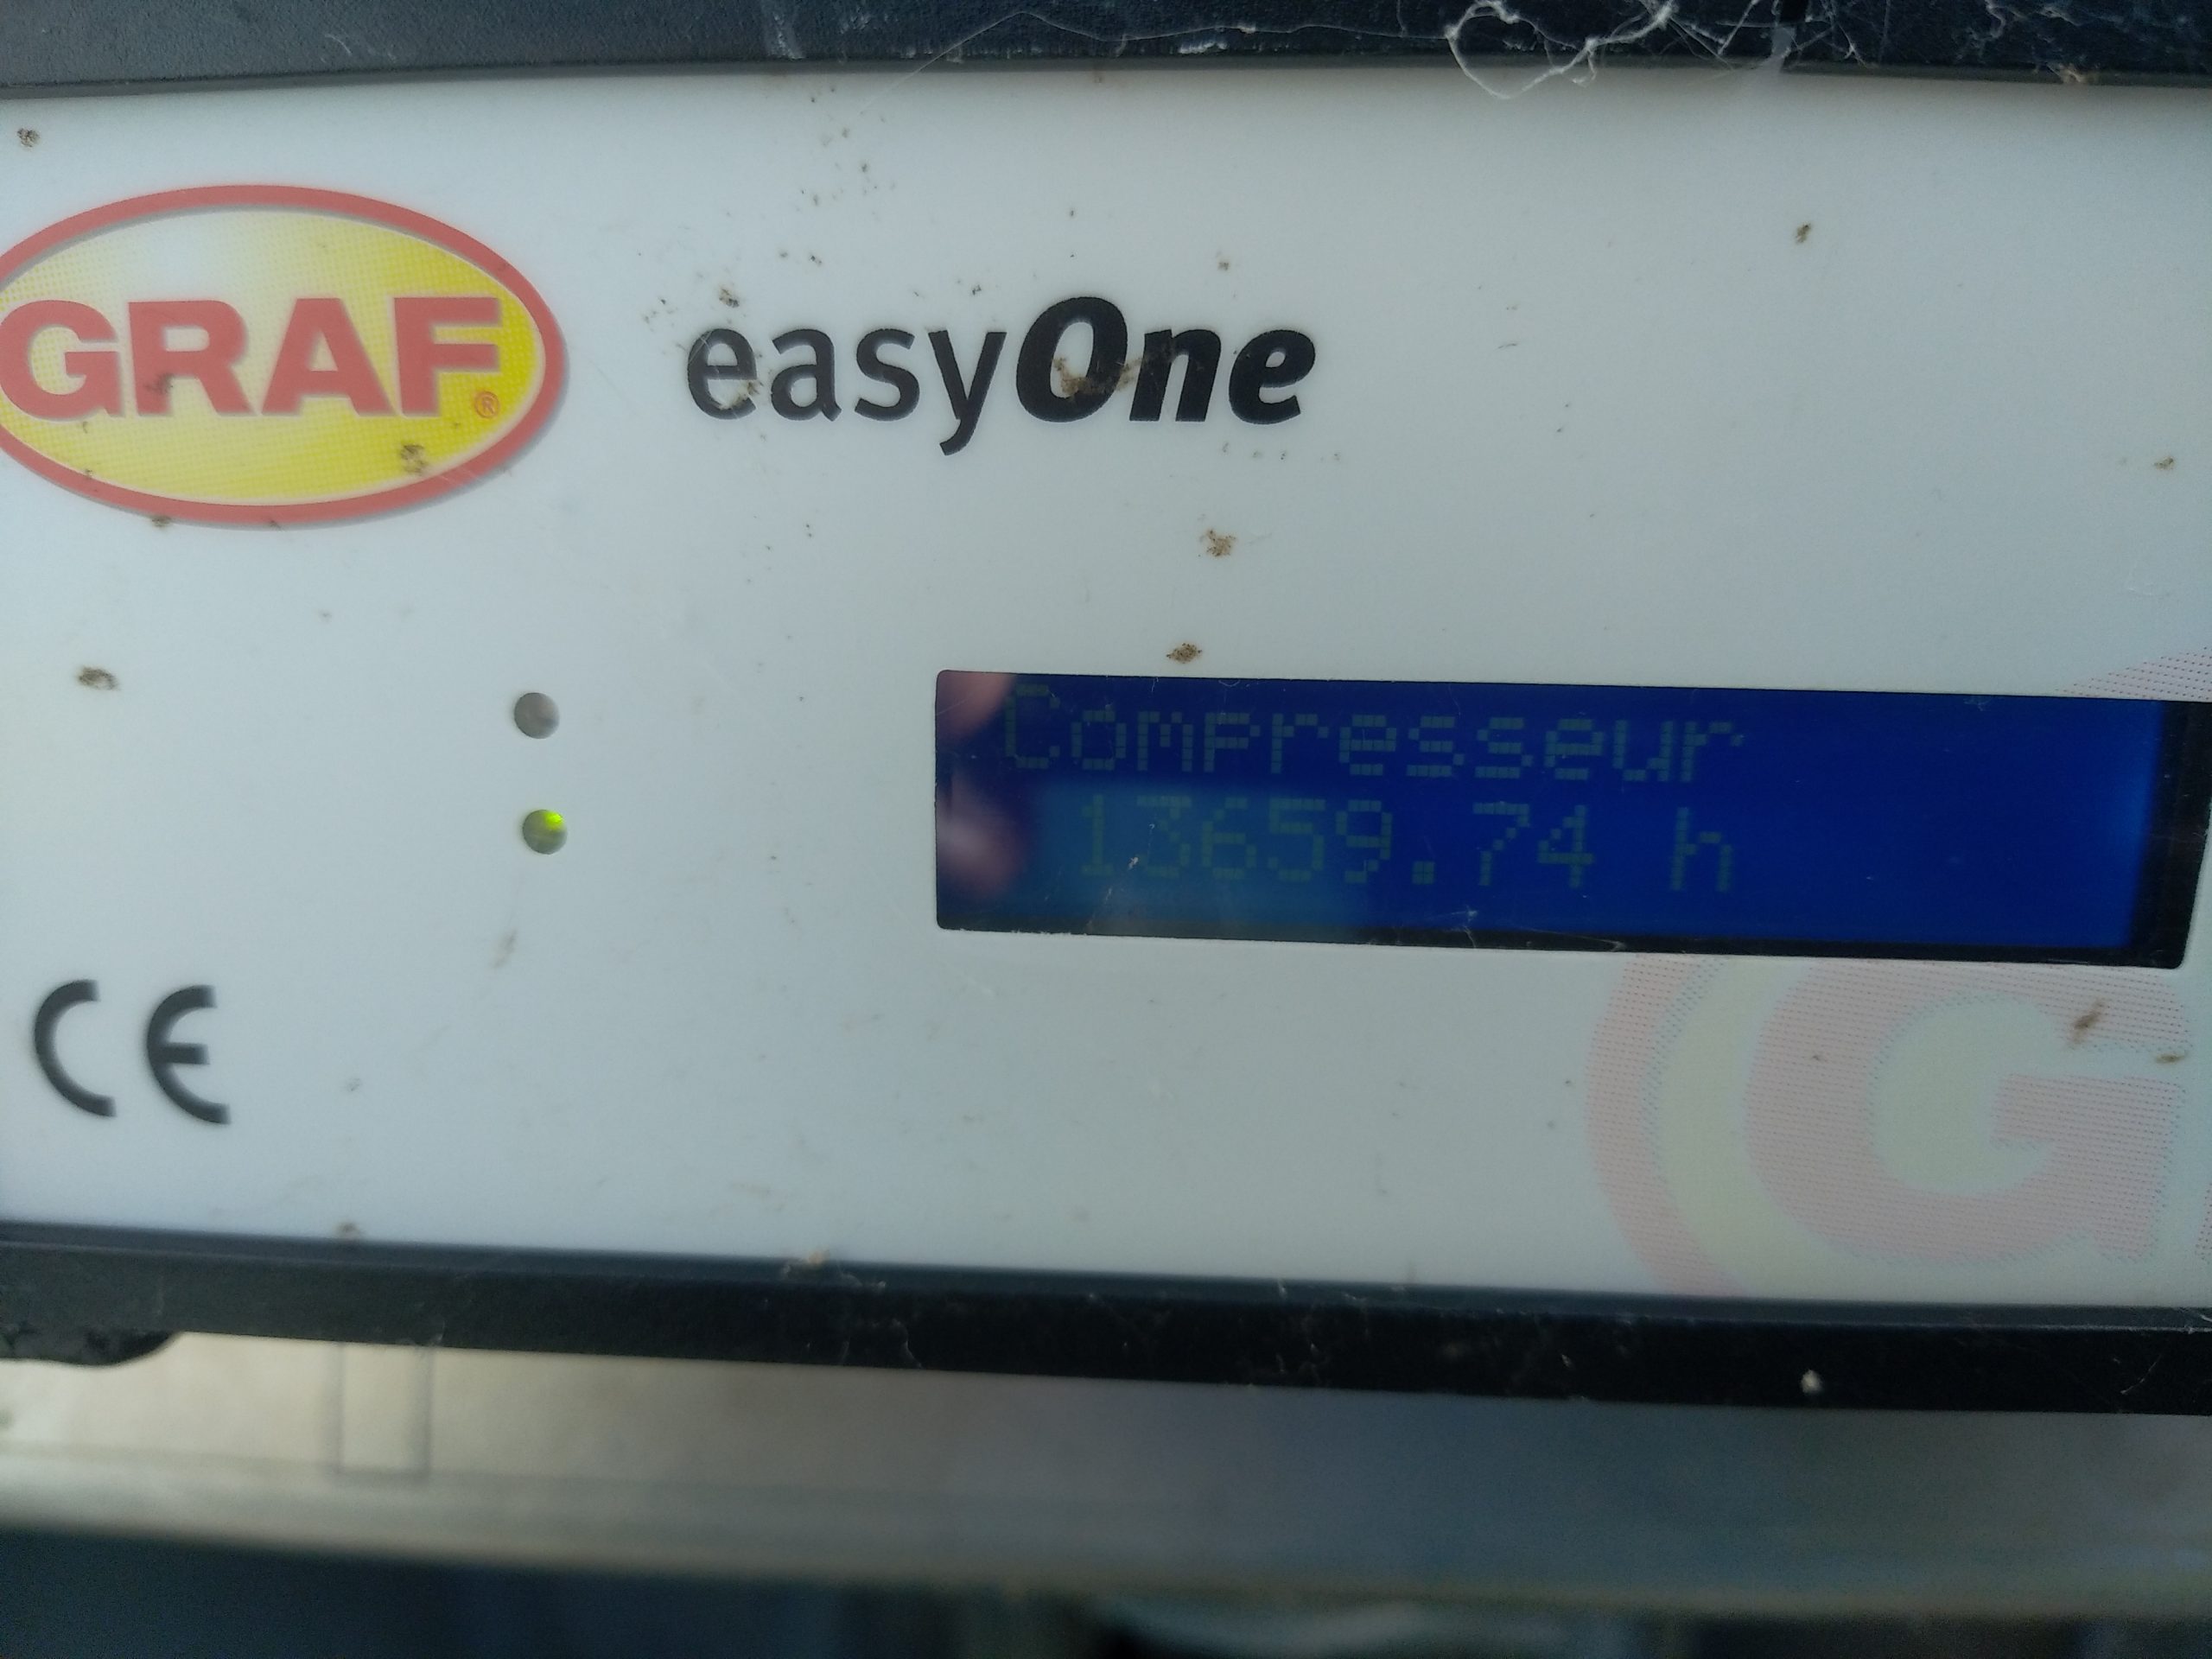 GRAF®
easyOne
Compresseur
13659.74 h
CE
G